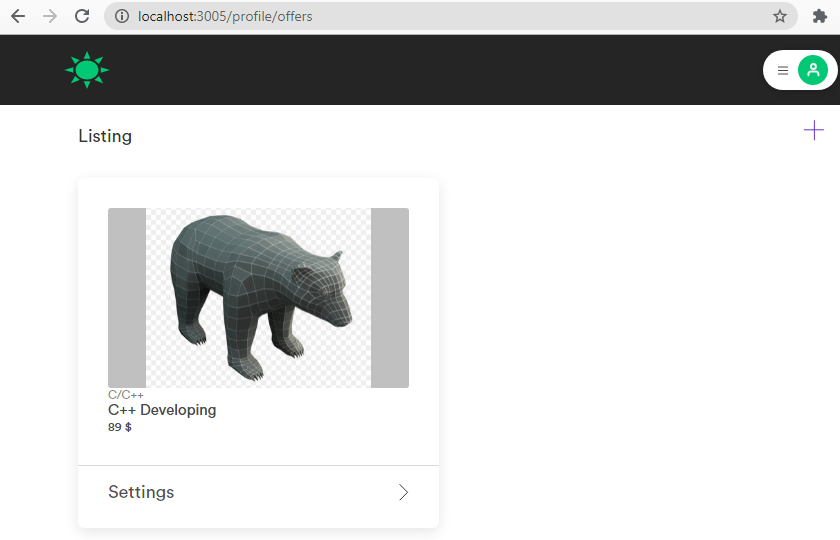 localhost:3005/profile/offers
Listing
C/C++
C++ Developing
89 $
Settings